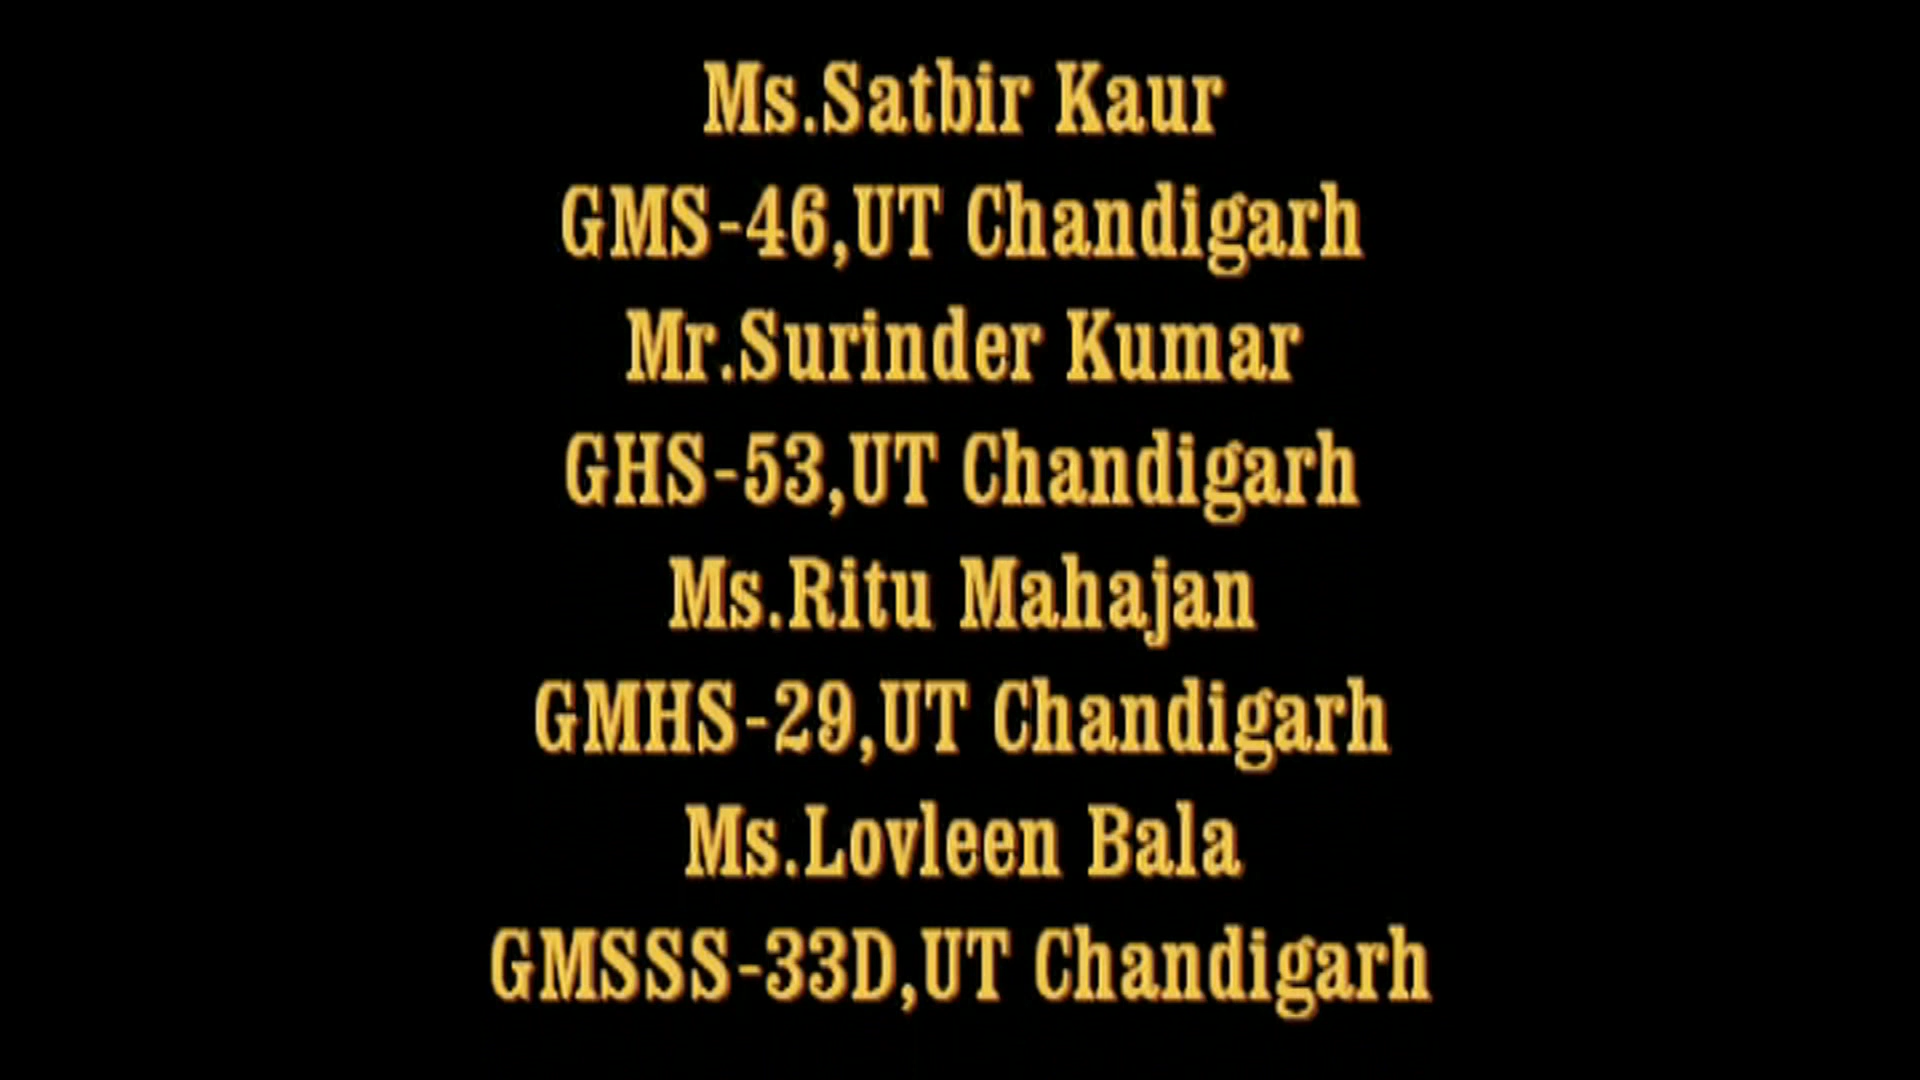 Ms.Satbir Kaur
GMS-46,UT Chandigarh
Mr.Surinder Kumar
GHS-53,UT Chandigarh
Ms.Ritu Mahajan
GMHS-29,UT Chandigarh
Ms.Lovleen Bala
GMSSS-33D,UT Chandigarh